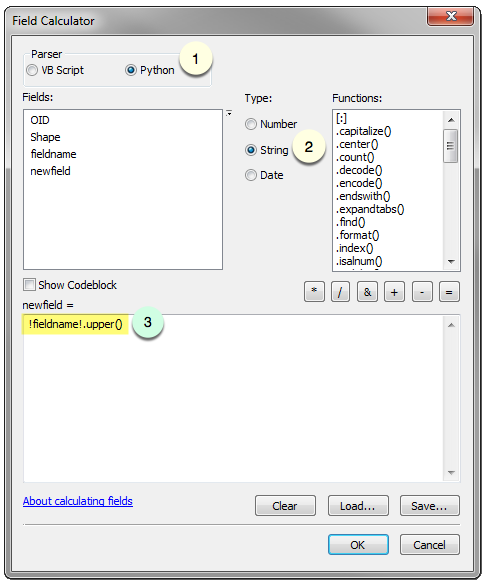 Field Calculator
Parser
1
VB Script
Python
Fields:
Type:
Functions:
OID
Shape
fieldname
newfield
Number
String
2
Date
[:]
.capitalize()
.center()
.count()
.decode()
.encode()
.endswith()
.expandtabs()
.find()
.format()
.index()
.isalnum()
Show Codeblock
* / & + - =
newfield =
!fieldname!.upper()
3
About calculating fields
Clear
Load...
Save...
OK
Cancel